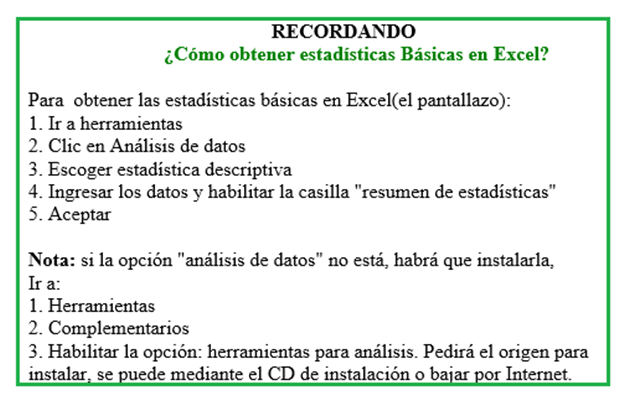 RECORDANDO
¿Cómo obtener estadísticas Básicas en Excel?
Para obtener las estadísticas básicas en Excel(el pantallazo):
1. Ir a herramientas
2. Clic en Análisis de datos
3. Escoger estadística descriptiva
4. Ingresar los datos y habilitar la casilla "resumen de estadísticas"
5. Aceptar
Nota: si la opción "análisis de datos" no está, habrá que instalarla,
Ir a:
1. Herramientas
2. Complementarios
3. Habilitar la opción: herramientas para análisis. Pedirá el origen para
instalar, se puede mediante el CD de instalación o bajar por Internet.